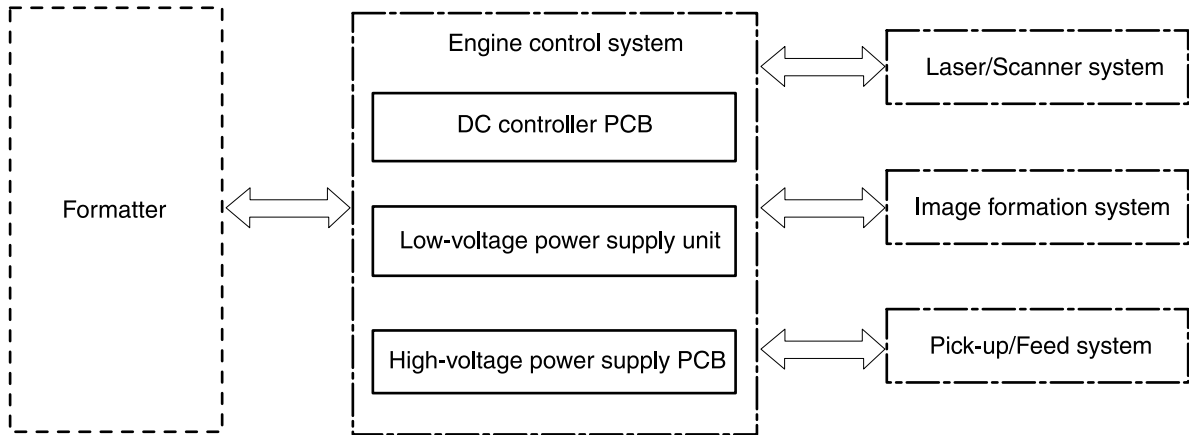 Formatter
Engine control system
DC controller PCB
Low-voltage power supply unit
High-voltage power supply PCB
Laser/Scanner system
Image formation system
Pick-up/Feed system